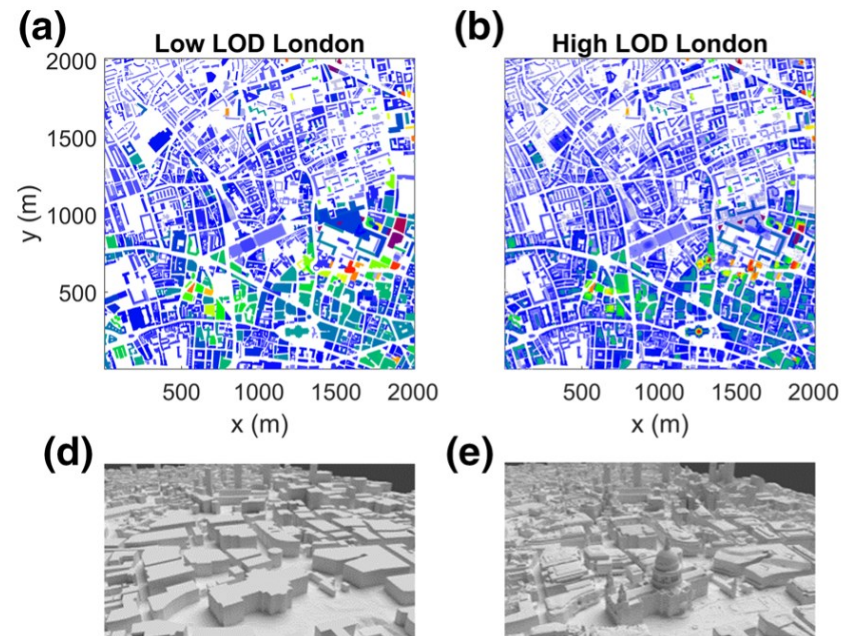 (a)
Low LOD London
2000
1500
1000
500
y (m)
500 1000 1500 2000
x (m)
(b)
High LOD London
500 1000 1500 2000
x (m)
(d)
(e)